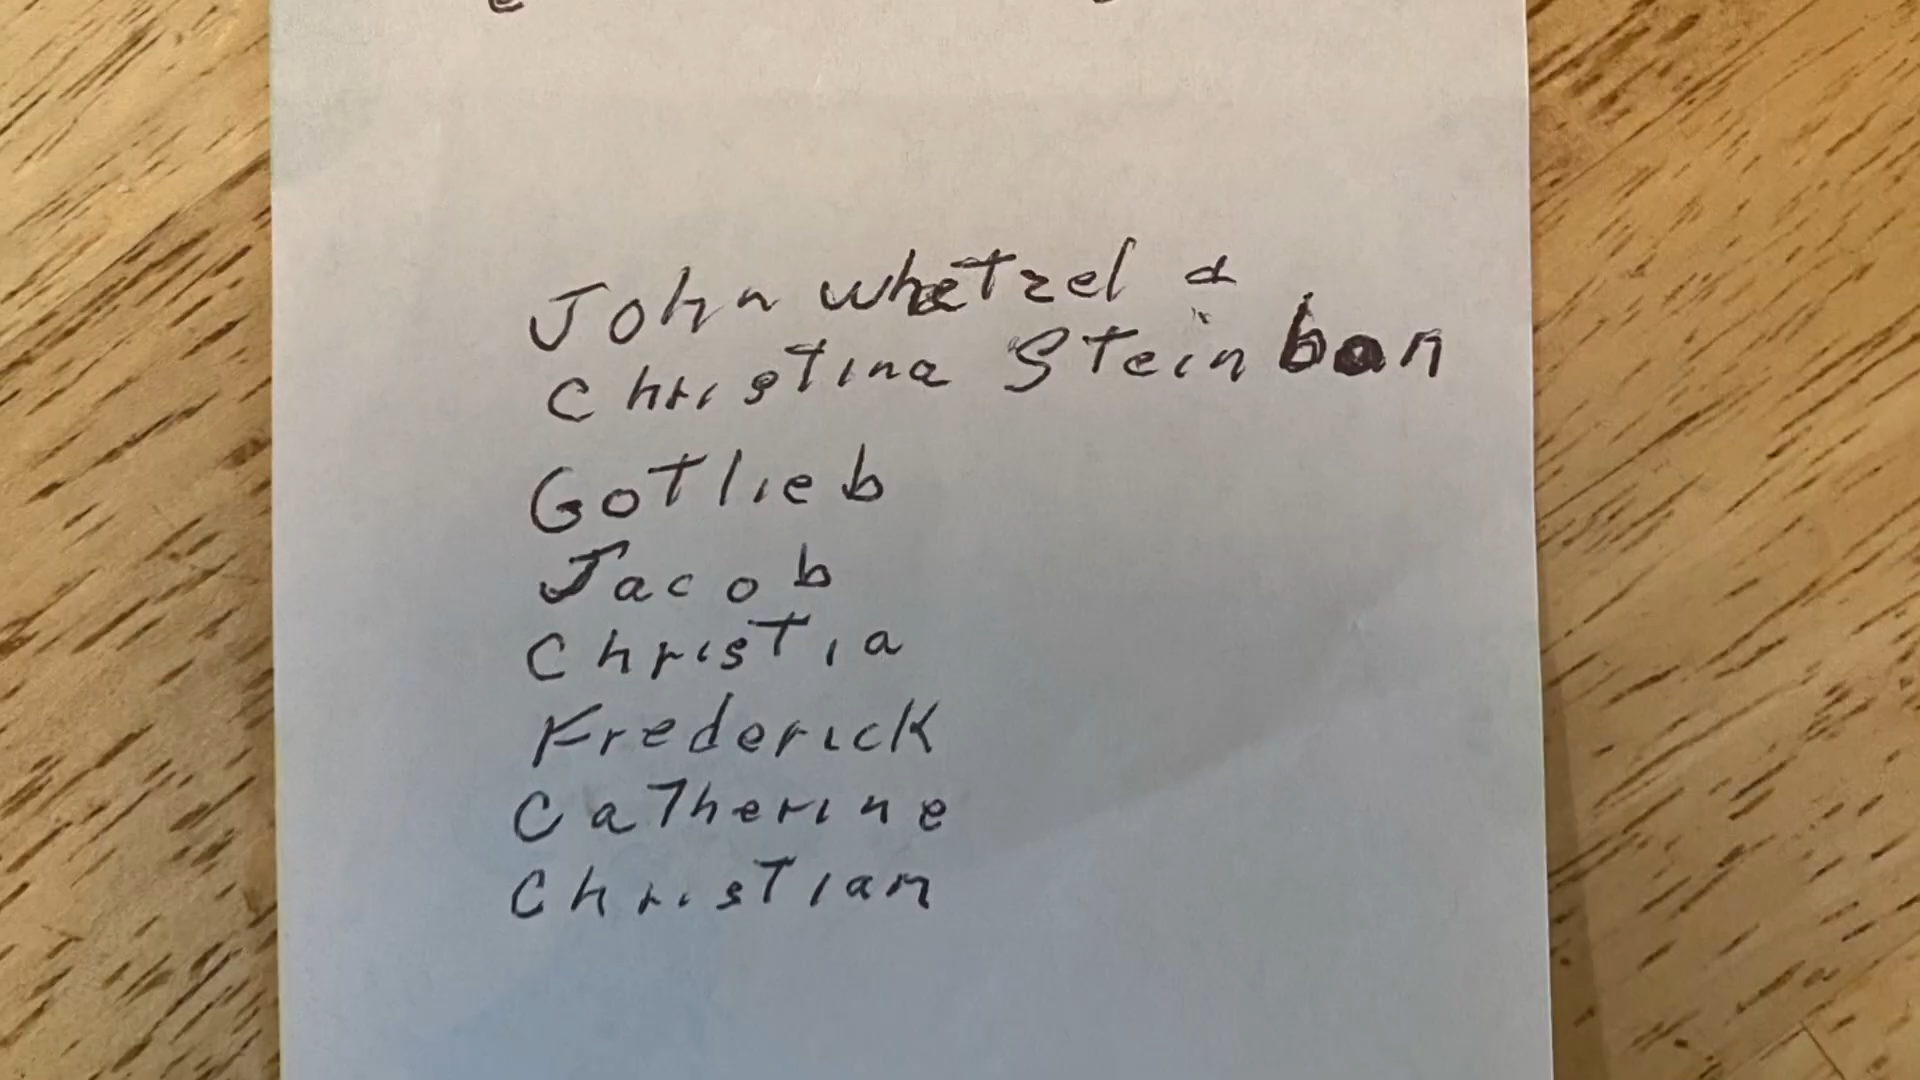 John Whetzel &
Christina Steinbon
Gotlieb
Jacob
Christia
Frederick
Catherine
Christian